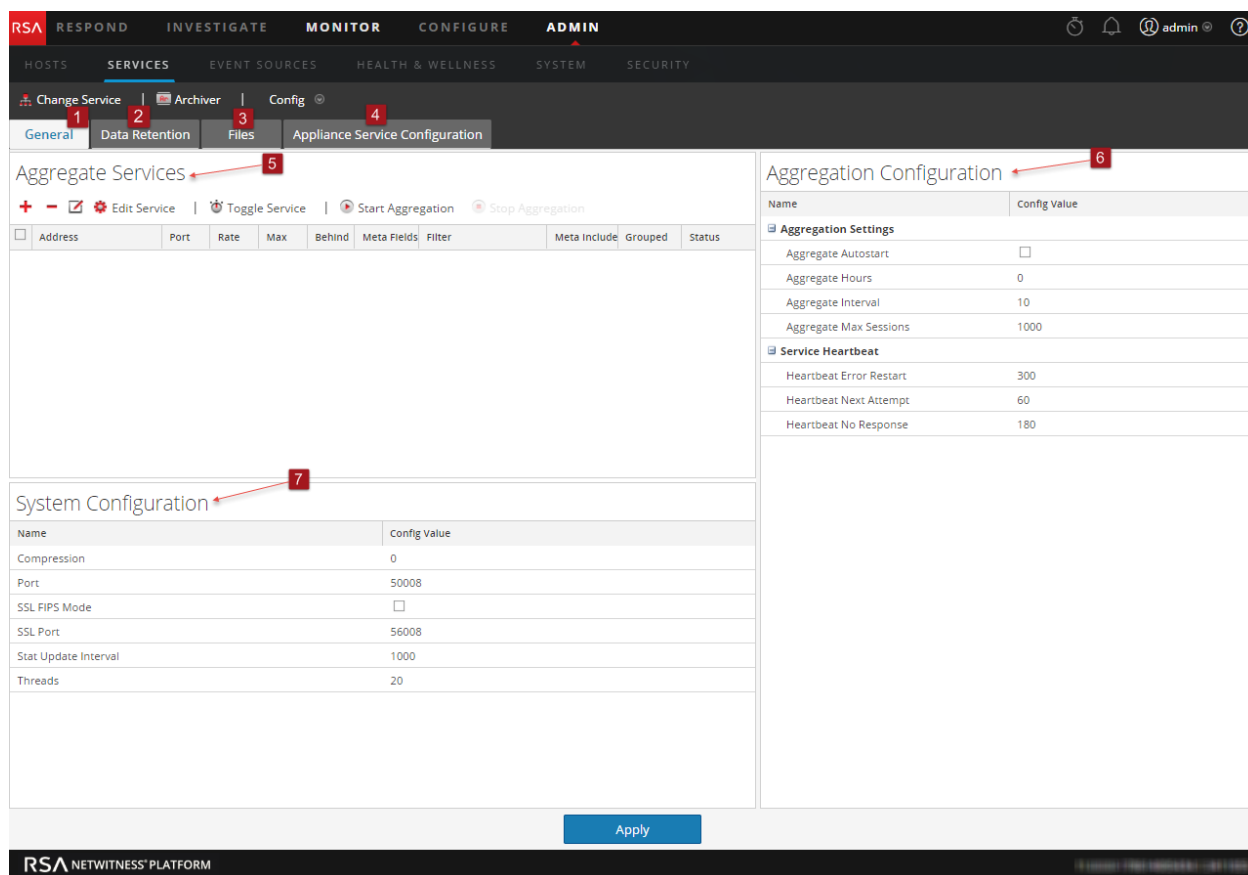 RSA RESPOND INVESTIGATE MONITOR CONFIGURE ADMIN admin ?
HOSTS SERVICES EVENT SOURCES HEALTH & WELLNESS SYSTEM SECURITY
Change Service | Archiver | Config
1 2 3 4
General Data Retention Files Appliance Service Configuration
Aggregate Services 5
Edit Service | Toggle Service | Start Aggregation Stop Aggregation
Address Port Rate Max Behind Meta Fields Filter Meta Include Grouped Status
System Configuration 7
Name Config Value
Compression 0
Port 50008
SSL FIPS Mode
SSL Port 56008
Stat Update Interval 1000
Threads 20
Aggregation Configuration 6
Name Config Value
Aggregation Settings
Aggregate Autostart
Aggregate Hours 0
Aggregate Interval 10
Aggregate Max Sessions 1000
Service Heartbeat
Heartbeat Error Restart 300
Heartbeat Next Attempt 60
Heartbeat No Response 180
Apply
RSA NETWITNESS® PLATFORM